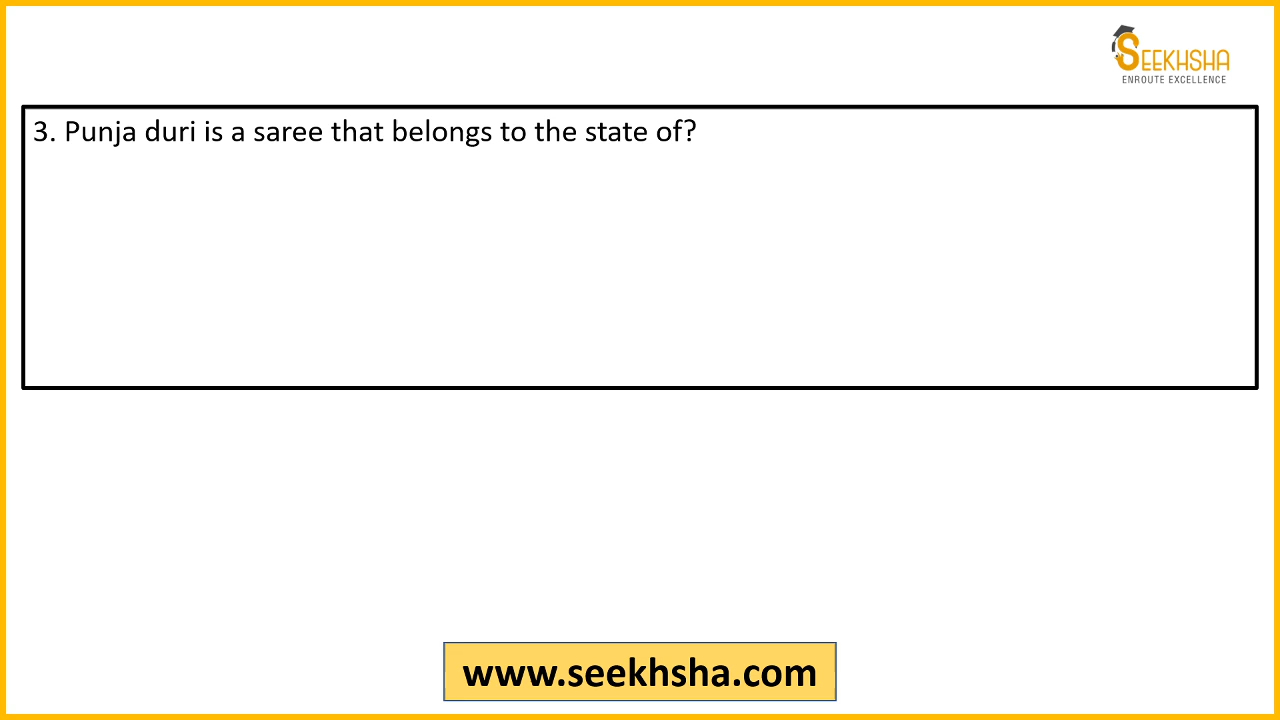 SEEKHSHA
ENROUTE EXCELLENCE
3. Punja duri is a saree that belongs to the state of?
www.seekhsha.com